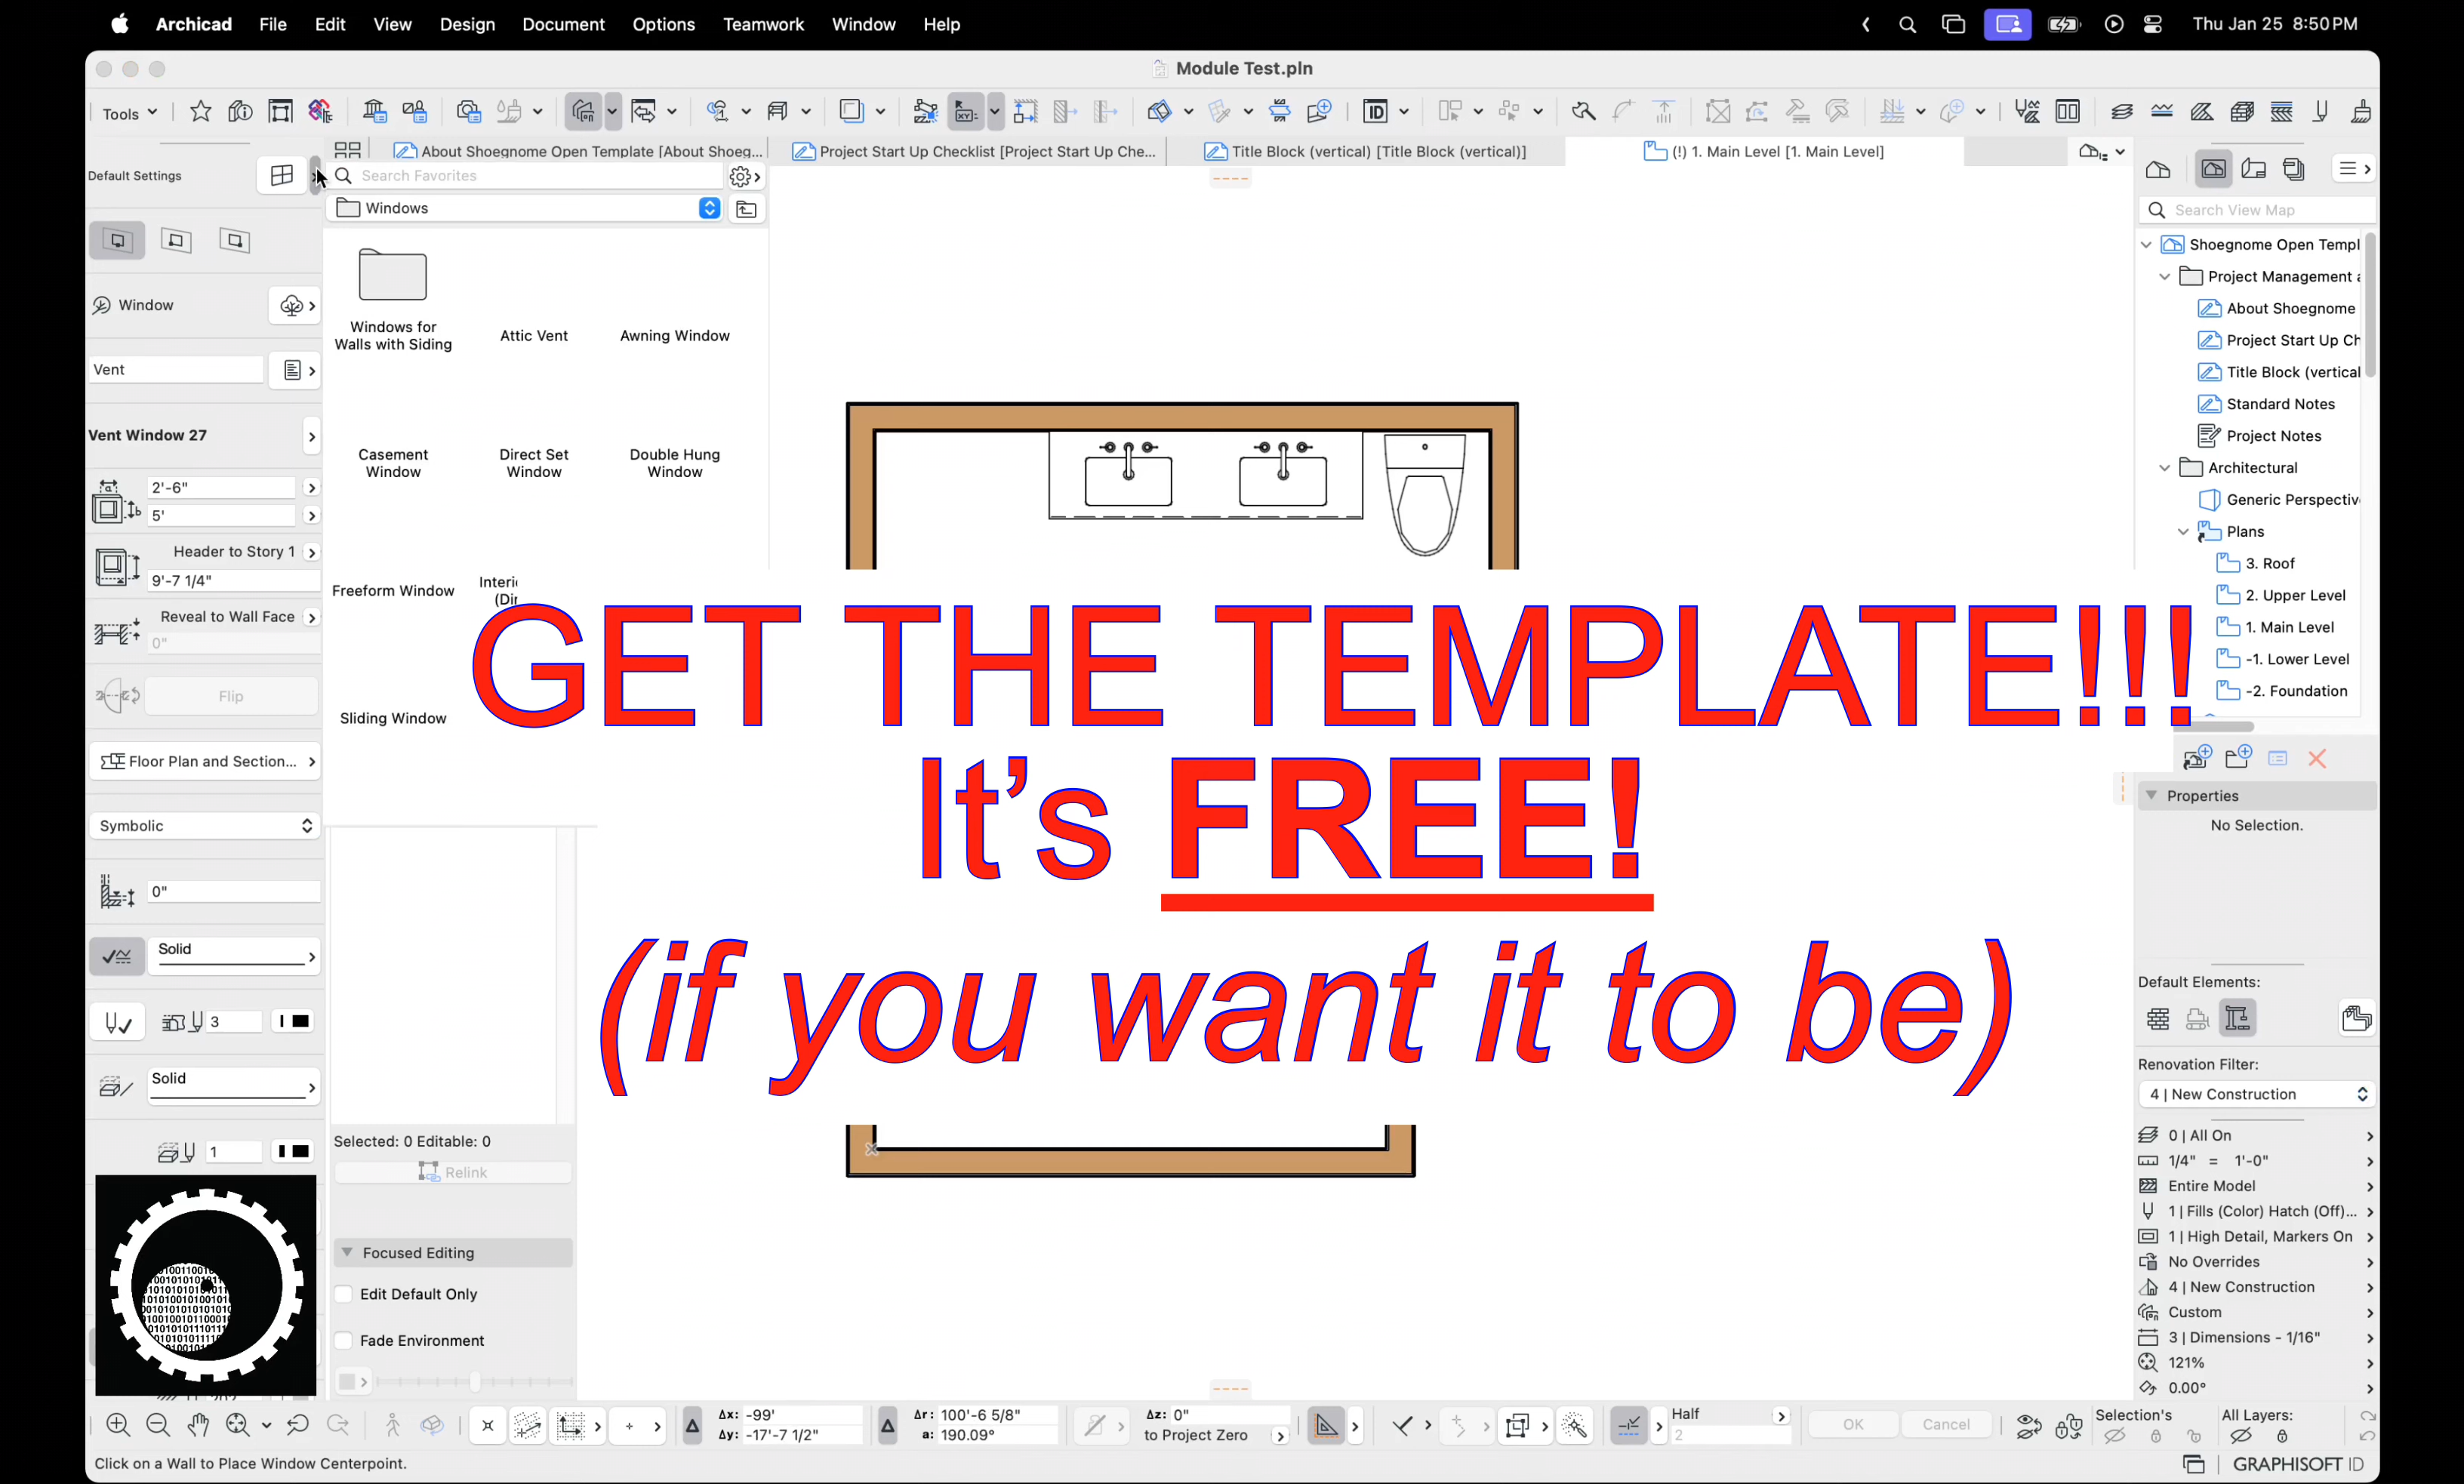 Archicad File Edit View Design Document Options Teamwork Window Help
Thu Jan 25 8:50 PM
Module Test.pln
Tools
ID
About Shoegnome Open Template [About Shoeg...
Project Start Up Checklist [Project Start Up Che...
Title Block (vertical) [Title Block (vertical)]
(!) 1. Main Level [1. Main Level]
Default Settings
Window
Vent
Vent Window 27
2'-6"
5'
Header to Story 1
9'-7 1/4"
Reveal to Wall Face
0"
Flip
Floor Plan and Section...
Symbolic
0"
Solid
3
Solid
1
Search Favorites
Windows
Windows for
Walls with Siding
Attic Vent
Awning Window
Casement
Window
Direct Set
Window
Double Hung
Window
Freeform Window
Sliding Window
GET THE TEMPLATE!!!
It's FREE!
(if you want it to be)
Selected: 0 Editable: 0
Relink
Focused Editing
Edit Default Only
Fade Environment
Search View Map
Shoegnome Open Templ
Project Management
About Shoegnome
Project Start Up Ch
Title Block (vertical
Standard Notes
Project Notes
Architectural
Generic Perspectiv
Plans
3. Roof
2. Upper Level
1. Main Level
-1. Lower Level
-2. Foundation
Properties
No Selection.
Default Elements:
Renovation Filter:
4 | New Construction
0 | All On
1/4" = 1'-0"
Entire Model
1 | Fills (Color) Hatch (Off)...
1 | High Detail, Markers On
No Overrides
4 | New Construction
Custom
3 | Dimensions - 1/16"
121%
0.00°
Δx: -99'
Δy: -17'-7 1/2"
Δr: 100'-6 5/8"
a: 190.09°
Δz: 0"
to Project Zero
Half
2
OK
Cancel
Selection's
All Layers:
Click on a Wall to Place Window Centerpoint.
GRAPHISOFT ID